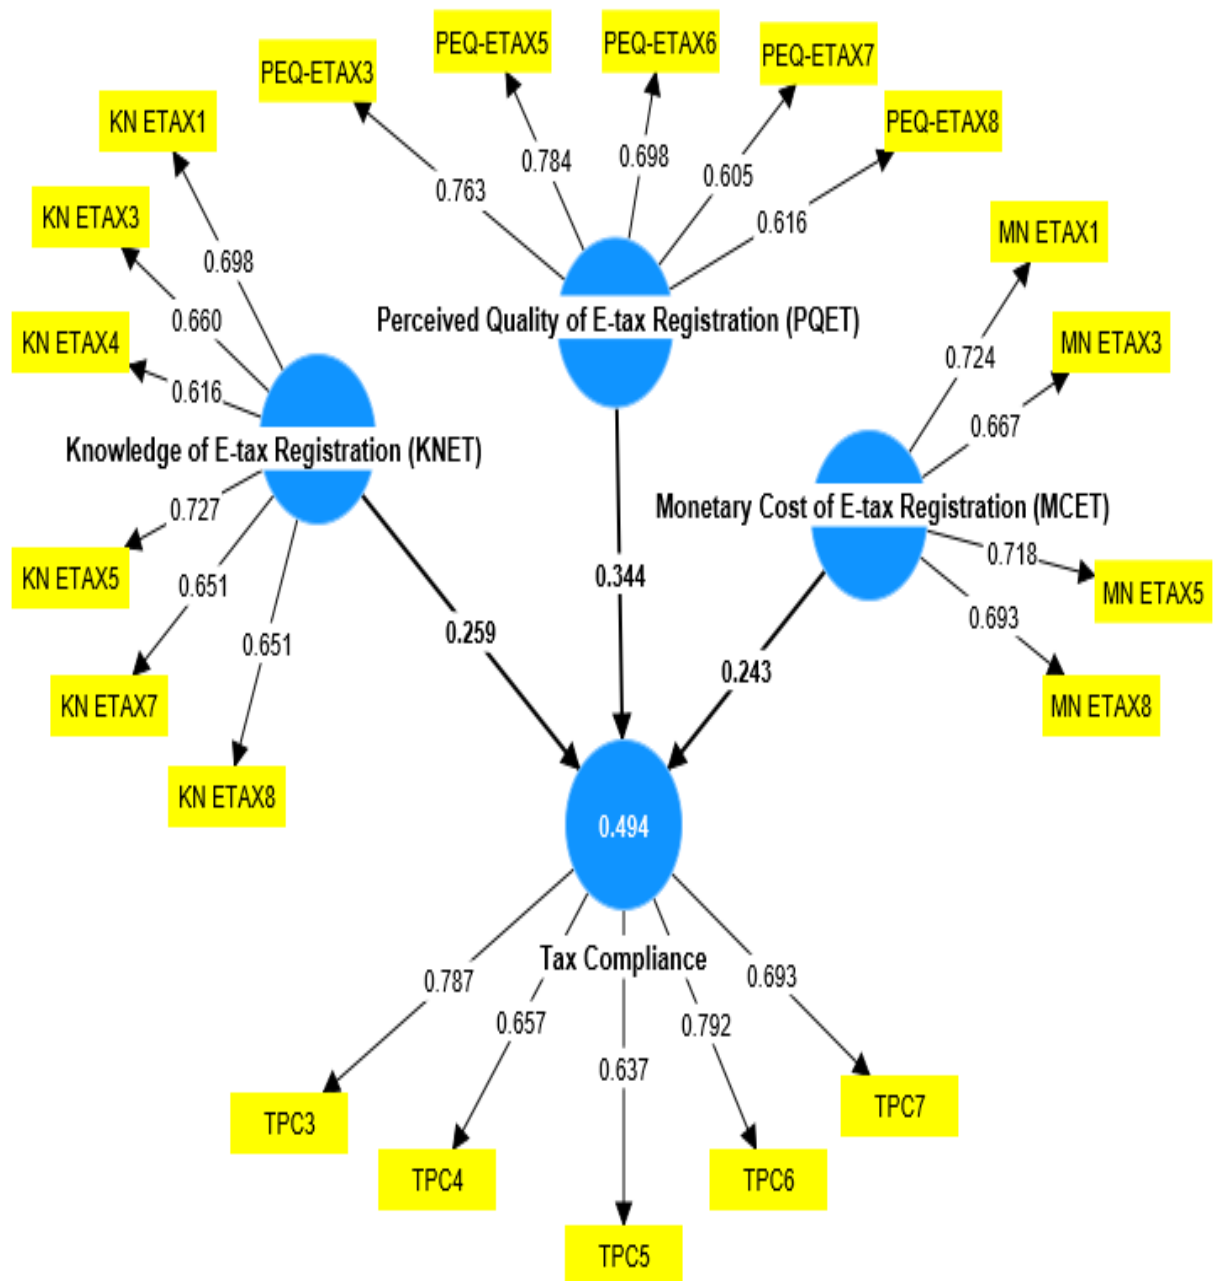 PEQ-ETAX3
PEQ-ETAX5
PEQ-ETAX6
PEQ-ETAX7
PEQ-ETAX8
0.763
0.784
0.698
0.605
0.616
Perceived Quality of E-tax Registration (PQET)
KN ETAX1
KN ETAX3
KN ETAX4
0.698
0.660
0.616
Knowledge of E-tax Registration (KNET)
0.727
0.651
0.651
KN ETAX5
KN ETAX7
KN ETAX8
MN ETAX1
MN ETAX3
0.724
0.667
Monetary Cost of E-tax Registration (MCET)
0.718
0.693
MN ETAX5
MN ETAX8
0.259
0.344
0.243
0.494
Tax Compliance
0.787
0.657
0.637
0.792
0.693
TPC3
TPC4
TPC5
TPC6
TPC7